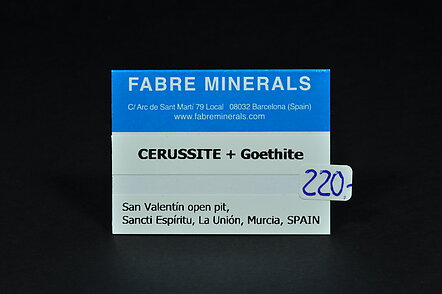 FABRE MINERALS
C/ Arc de Sant Martí 79 Local 08032 Barcelona (Spain)
www.fabreminerals.com
CERUSSITE + Goethite
220.-
San Valentín open pit,
Sancti Espíritu, La Unión, Murcia, SPAIN